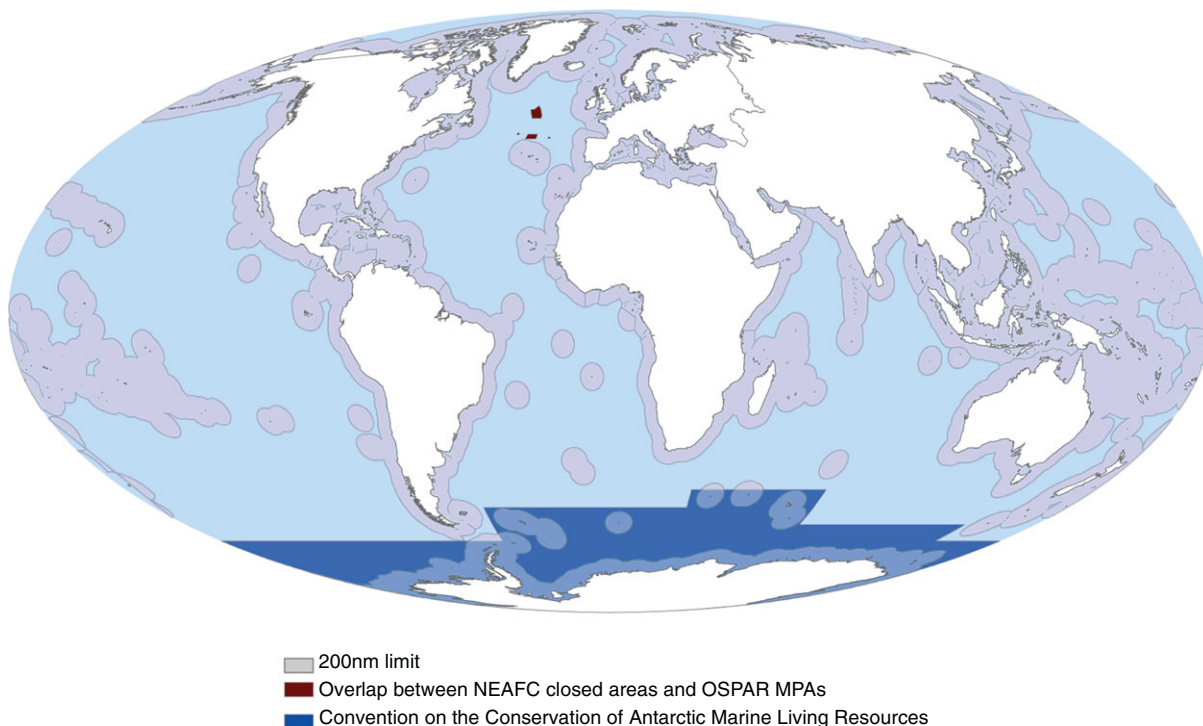 200nm limit
Overlap between NEAFC closed areas and OSPAR MPAs
Convention on the Conservation of Antarctic Marine Living Resources